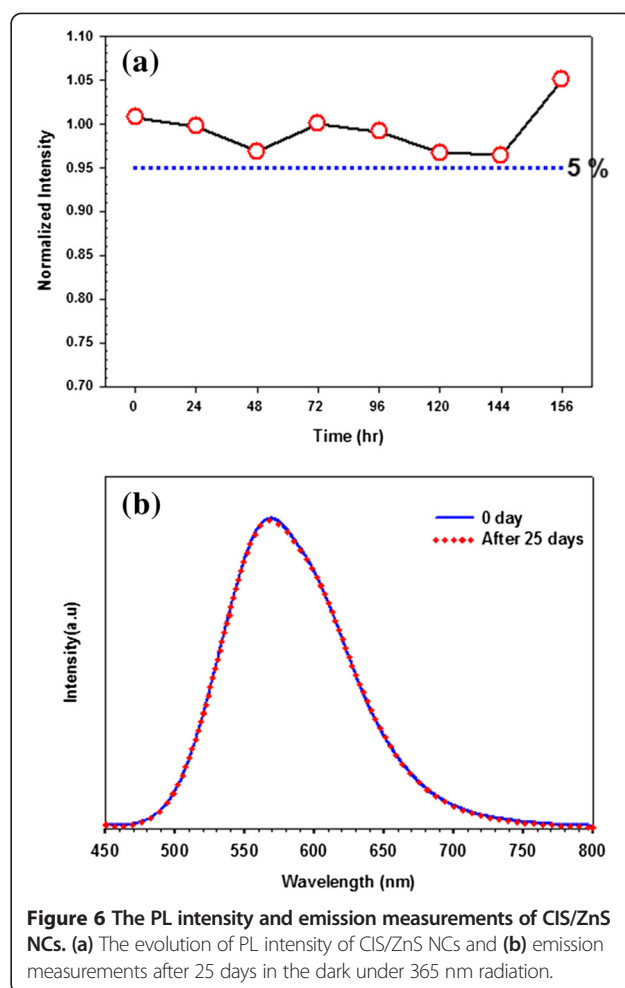 (a)
Normalized Intensity
1.10
1.05
1.00
0.95
0.90
0.85
0.80
0.75
0.70
5 %
0 24 48 72 96 120 144 156
Time (hr)
(b)
0 day
After 25 days
Intensity(a.u)
450 500 550 600 650 700 750 800
Wavelength (nm)
Figure 6 The PL intensity and emission measurements of CIS/ZnS
NCs. (a) The evolution of PL intensity of CIS/ZnS NCs and (b) emission
measurements after 25 days in the dark under 365 nm radiation.